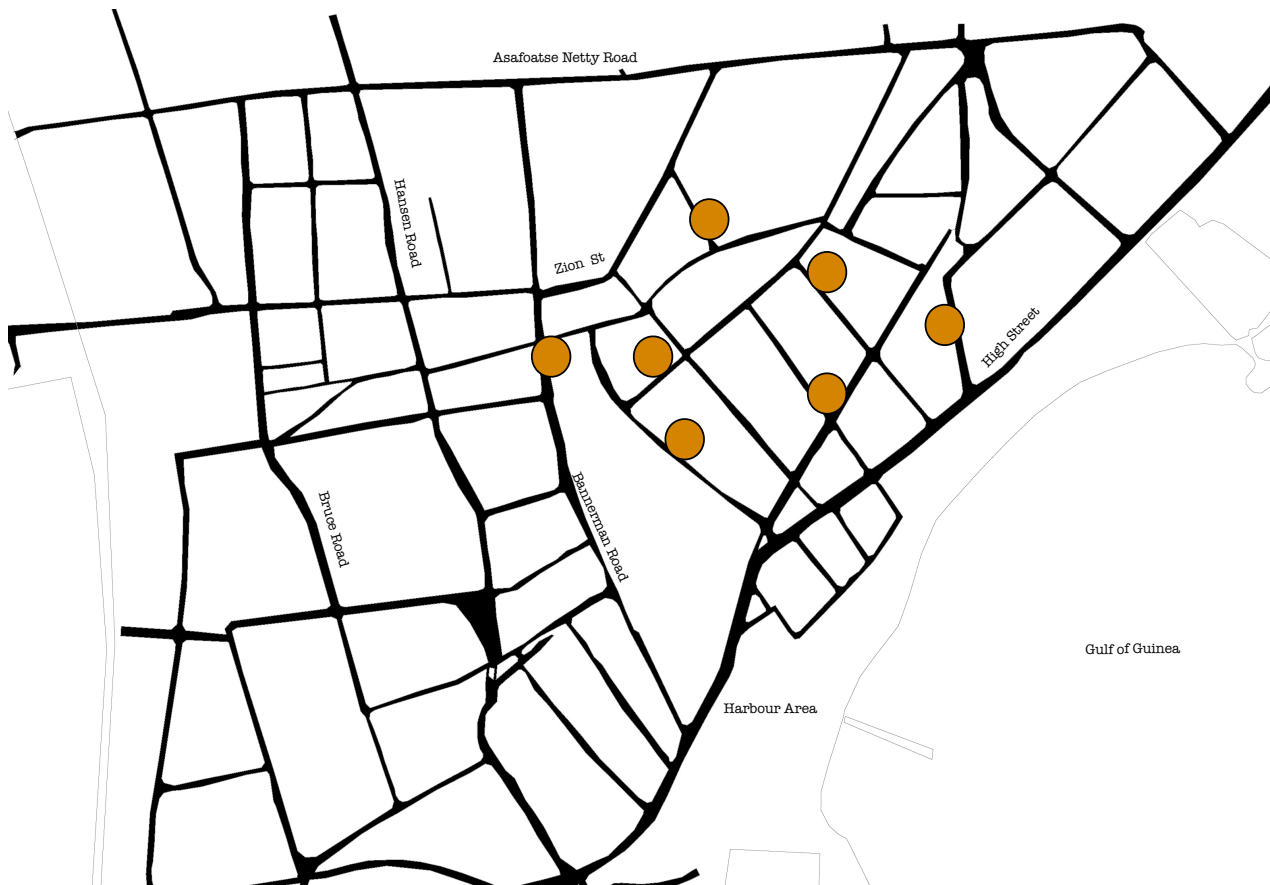 Asafoatse Netty Road
Hansen Road
Zion St
High Street
Bannerman Road
Bruce Road
Gulf of Guinea
Harbour Area